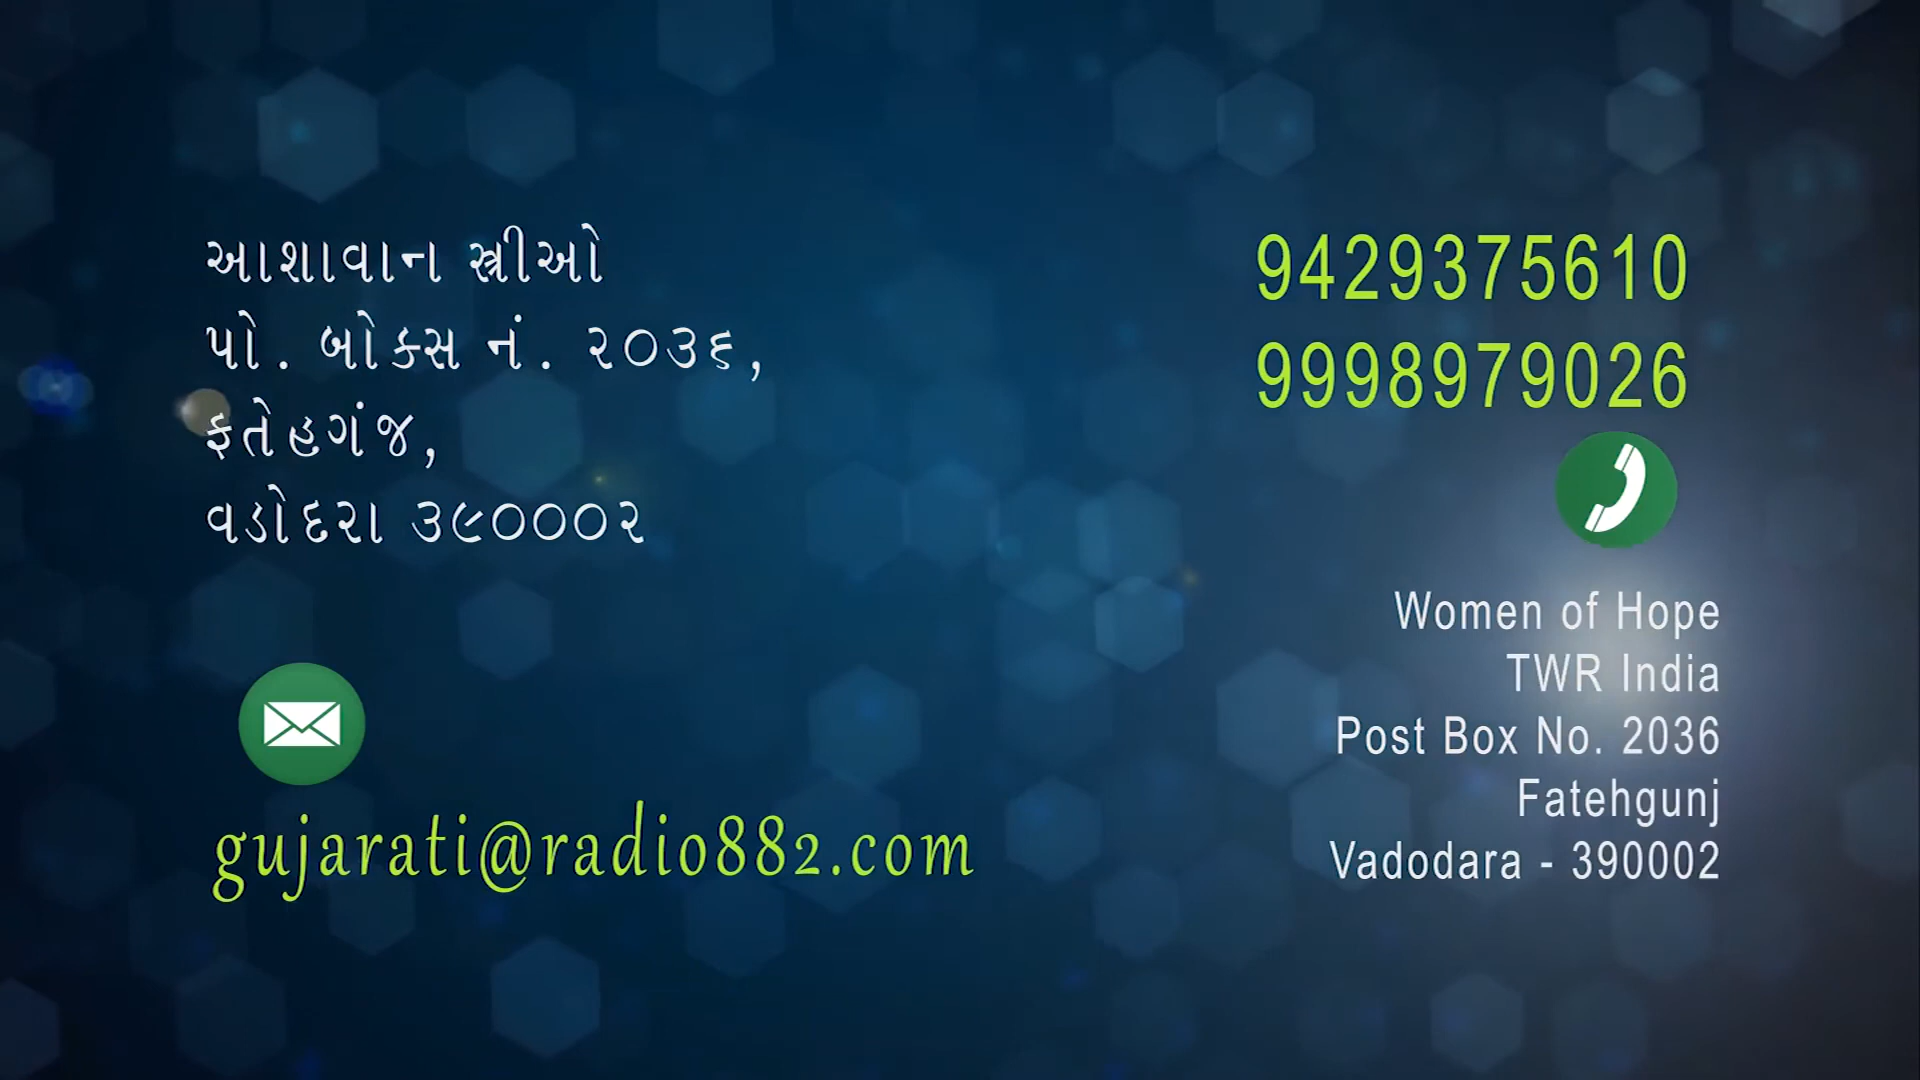 આશાવાન સ્ત્રીઓ
પો. બોક્સ નં. ૨૦૩૬,
ફતેહગંજ,
વડોદરા ૩૯૦૦૦૨
gujarati@radio882.com
9429375610
9998979026
Women of Hope
TWR India
Post Box No. 2036
Fatehgunj
Vadodara - 390002